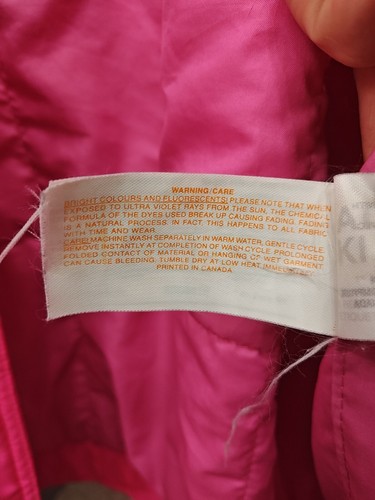 WARNING/CARE
BRIGHT COLOURS AND FLUORESCENTS! PLEASE NOTE THAT WHEN
EXPOSED TO ULTRA VIOLET RAYS FROM THE SUN, THE CHEMICAL
FORMULA OF THE DYES USED BREAK UP CAUSING FADING. FADING
IS A NATURAL PROCESS. IN FACT, THIS HAPPENS TO ALL FABRIC
WITH TIME AND WEAR.
CARE! MACHINE WASH SEPARATELY IN WARM WATER, GENTLE CYCLE.
REMOVE INSTANTLY AT COMPLETION OF WASH CYCLE. PROLONGED
FOLDED CONTACT OF MATERIAL OR HANGING OF WET GARMENT
CAN CAUSE BLEEDING. TUMBLE DRY AT LOW HEAT IMMEDIATELY.
PRINTED IN CANADA